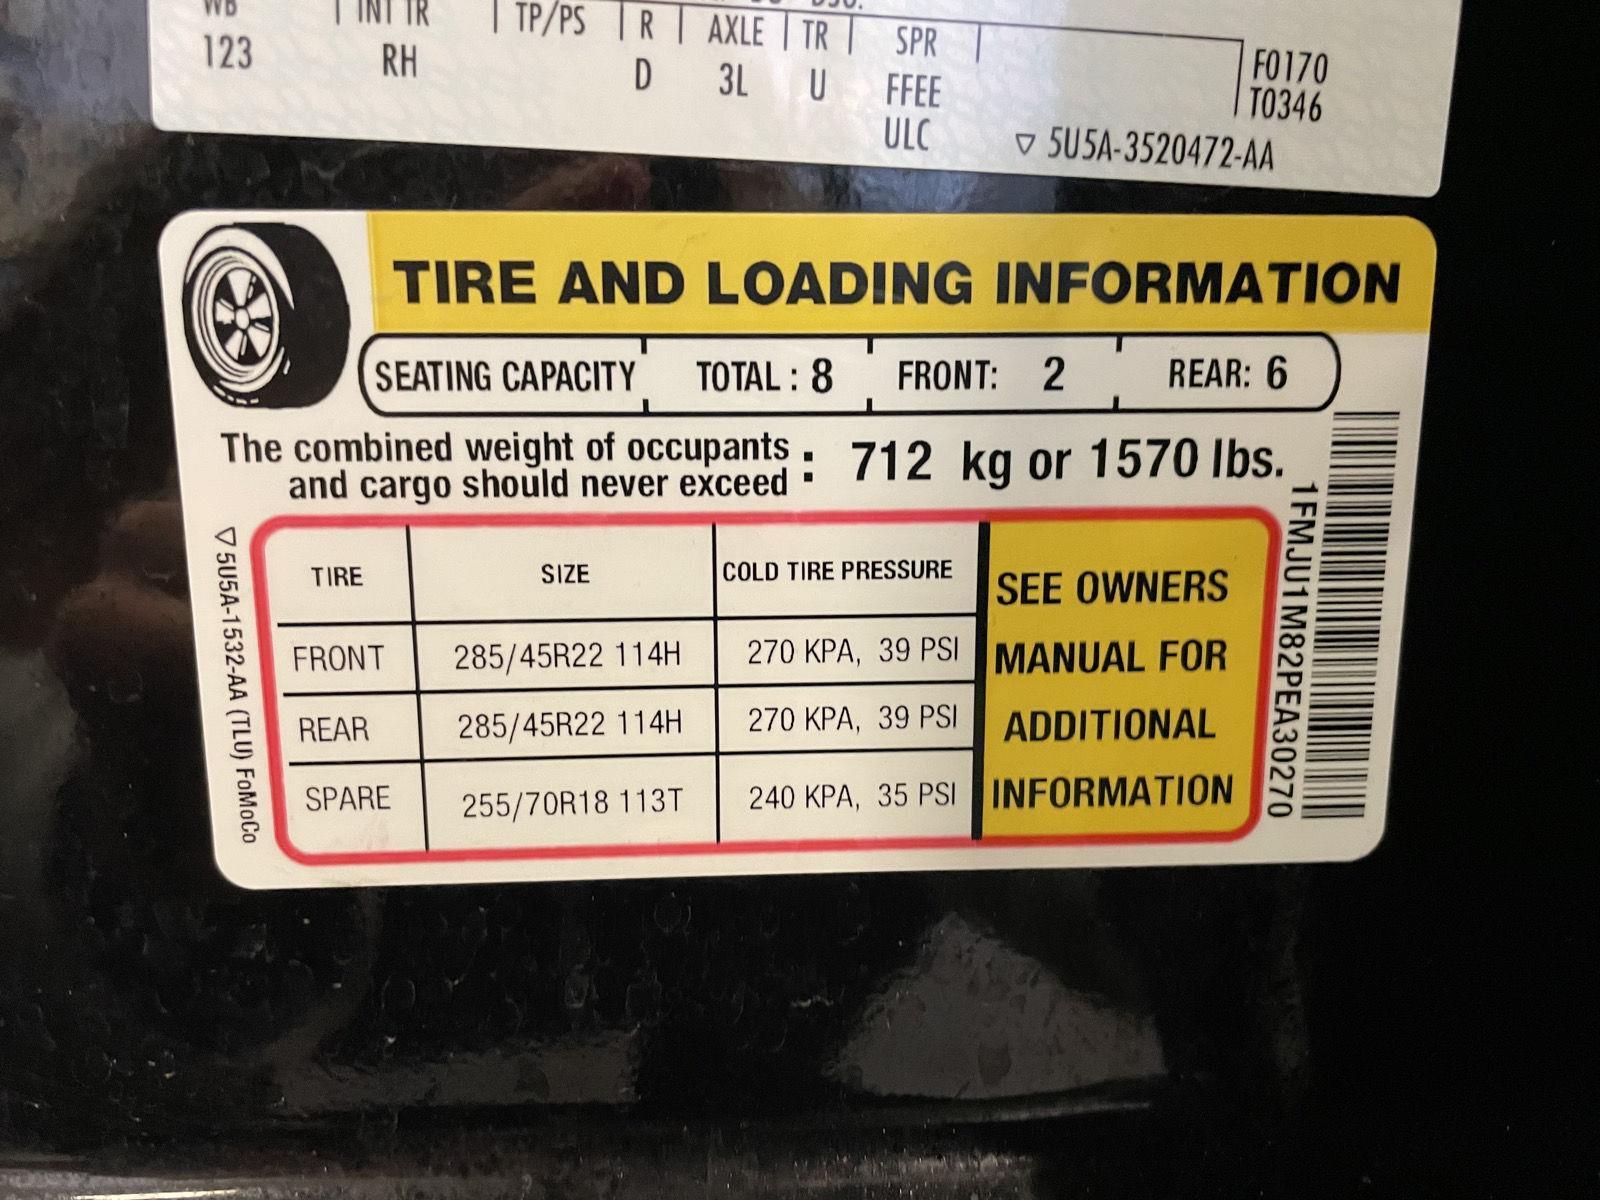 WB | INT TR | TP/PS | R | AXLE | TR | SPR |
123 RH D 3L U FFEE
ULC
F0170
T0346
▽ 5U5A-3520472-AA
TIRE AND LOADING INFORMATION
SEATING CAPACITY TOTAL : 8 FRONT: 2 REAR: 6
The combined weight of occupants
and cargo should never exceed : 712 kg or 1570 lbs.
TIRE SIZE COLD TIRE PRESSURE
FRONT 285/45R22 114H 270 KPA, 39 PSI
REAR 285/45R22 114H 270 KPA, 39 PSI
SPARE 255/70R18 113T 240 KPA, 35 PSI
SEE OWNERS
MANUAL FOR
ADDITIONAL
INFORMATION
▽ 5U5A-1532-AA (TLU) FoMoCo
1FMJU1M82PEA30270